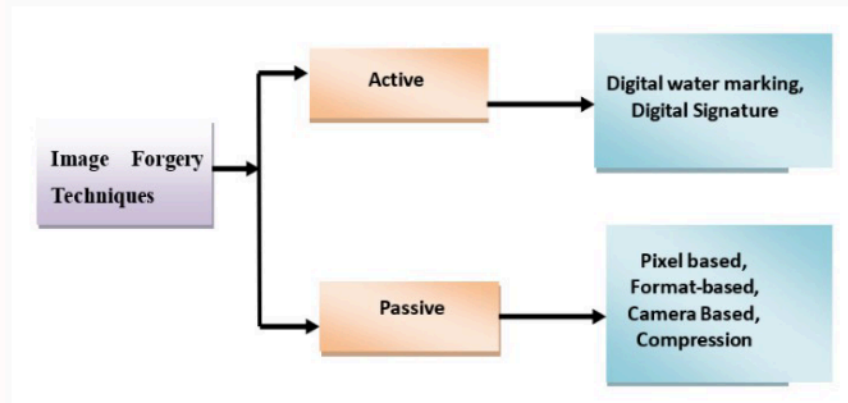 Image Forgery
Techniques
Active
Digital water marking,
Digital Signature
Passive
Pixel based,
Format-based,
Camera Based,
Compression